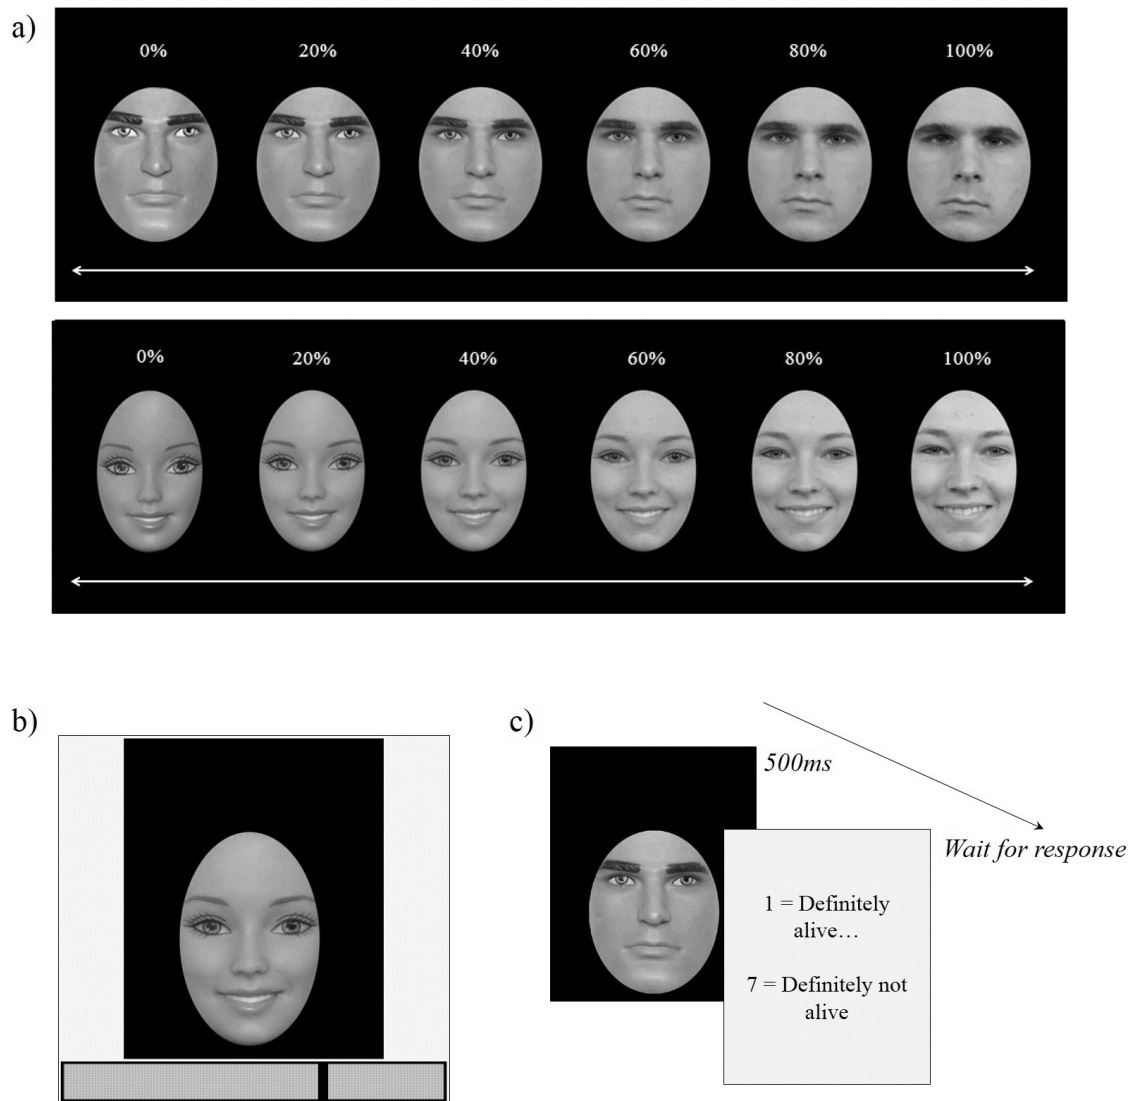 a)
0% 20% 40% 60% 80% 100%
0% 20% 40% 60% 80% 100%
b)
c)
500ms
Wait for response
1 = Definitely
alive…
7 = Definitely not
alive